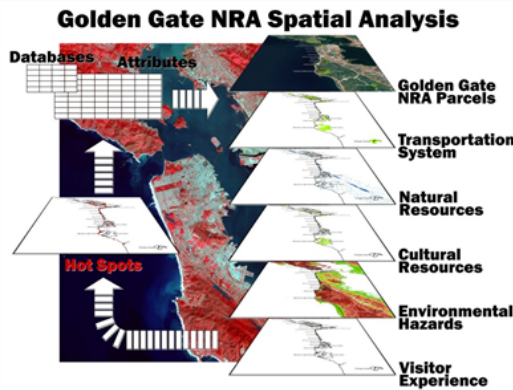 Golden Gate NRA Spatial Analysis
Databases
Attributes
Golden Gate
NRA Parcels
Transportation
System
Natural
Resources
Cultural
Resources
Hot Spots
Environmental
Hazards
Visitor
Experience